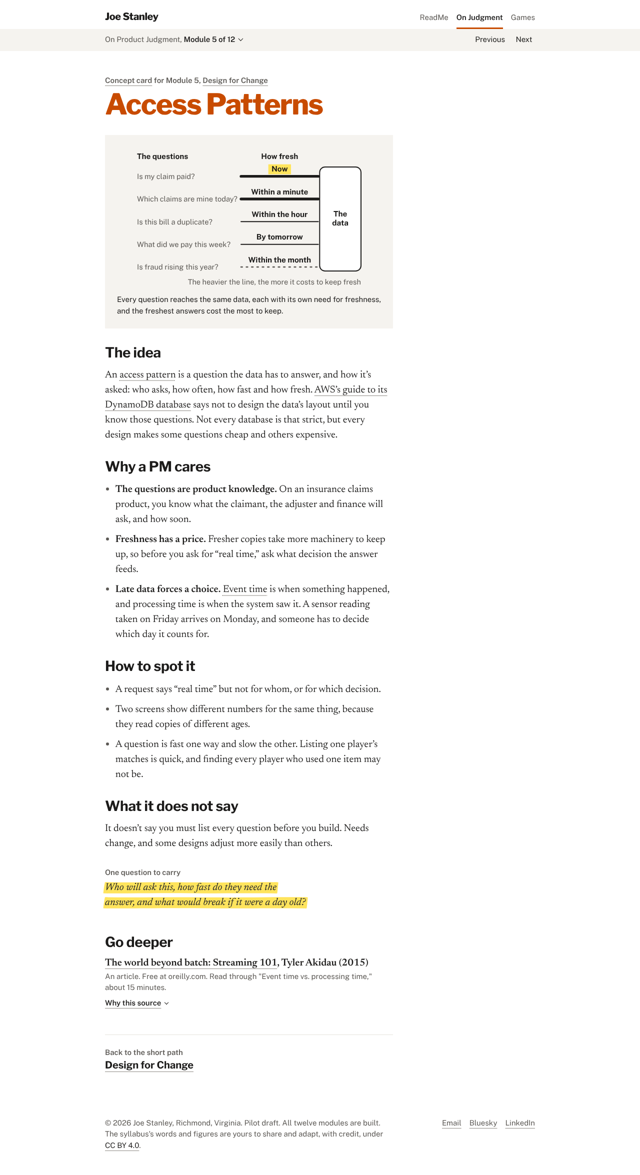 Joe Stanley
ReadMe On Judgment Games
On Product Judgment, Module 5 of 12
Previous Next
Concept card for Module 5, Design for Change
Access Patterns
The questions
How fresh
Is my claim paid?
Now
Which claims are mine today?
Within a minute
Is this bill a duplicate?
Within the hour
What did we pay this week?
By tomorrow
Is fraud rising this year?
Within the month
The data
The heavier the line, the more it costs to keep fresh
Every question reaches the same data, each with its own need for freshness,
and the freshest answers cost the most to keep.
The idea
An access pattern is a question the data has to answer, and how it’s
asked: who asks, how often, how fast and how fresh. AWS’s guide to its
DynamoDB database says not to design the data’s layout until you
know those questions. Not every database is that strict, but every
design makes some questions cheap and others expensive.
Why a PM cares
• The questions are product knowledge. On an insurance claims
product, you know what the claimant, the adjuster and finance will
ask, and how soon.
• Freshness has a price. Fresher copies take more machinery to keep
up, so before you ask for “real time,” ask what decision the answer
feeds.
• Late data forces a choice. Event time is when something happened,
and processing time is when the system saw it. A sensor reading
taken on Friday arrives on Monday, and someone has to decide
which day it counts for.
How to spot it
• A request says “real time” but not for whom, or for which decision.
• Two screens show different numbers for the same thing, because
they read copies of different ages.
• A question is fast one way and slow the other. Listing one player’s
matches is quick, and finding every player who used one item may
not be.
What it does not say
It doesn’t say you must list every question before you build. Needs
change, and some designs adjust more easily than others.
One question to carry
Who will ask this, how fast do they need the
answer, and what would break if it were a day old?
Go deeper
The world beyond batch: Streaming 101, Tyler Akidau (2015)
An article. Free at oreilly.com. Read through "Event time vs. processing time,"
about 15 minutes.
Why this source
Back to the short path
Design for Change
© 2026 Joe Stanley, Richmond, Virginia. Pilot draft. All twelve modules are built.
The syllabus's words and figures are yours to share and adapt, with credit, under
CC BY 4.0.
Email Bluesky LinkedIn